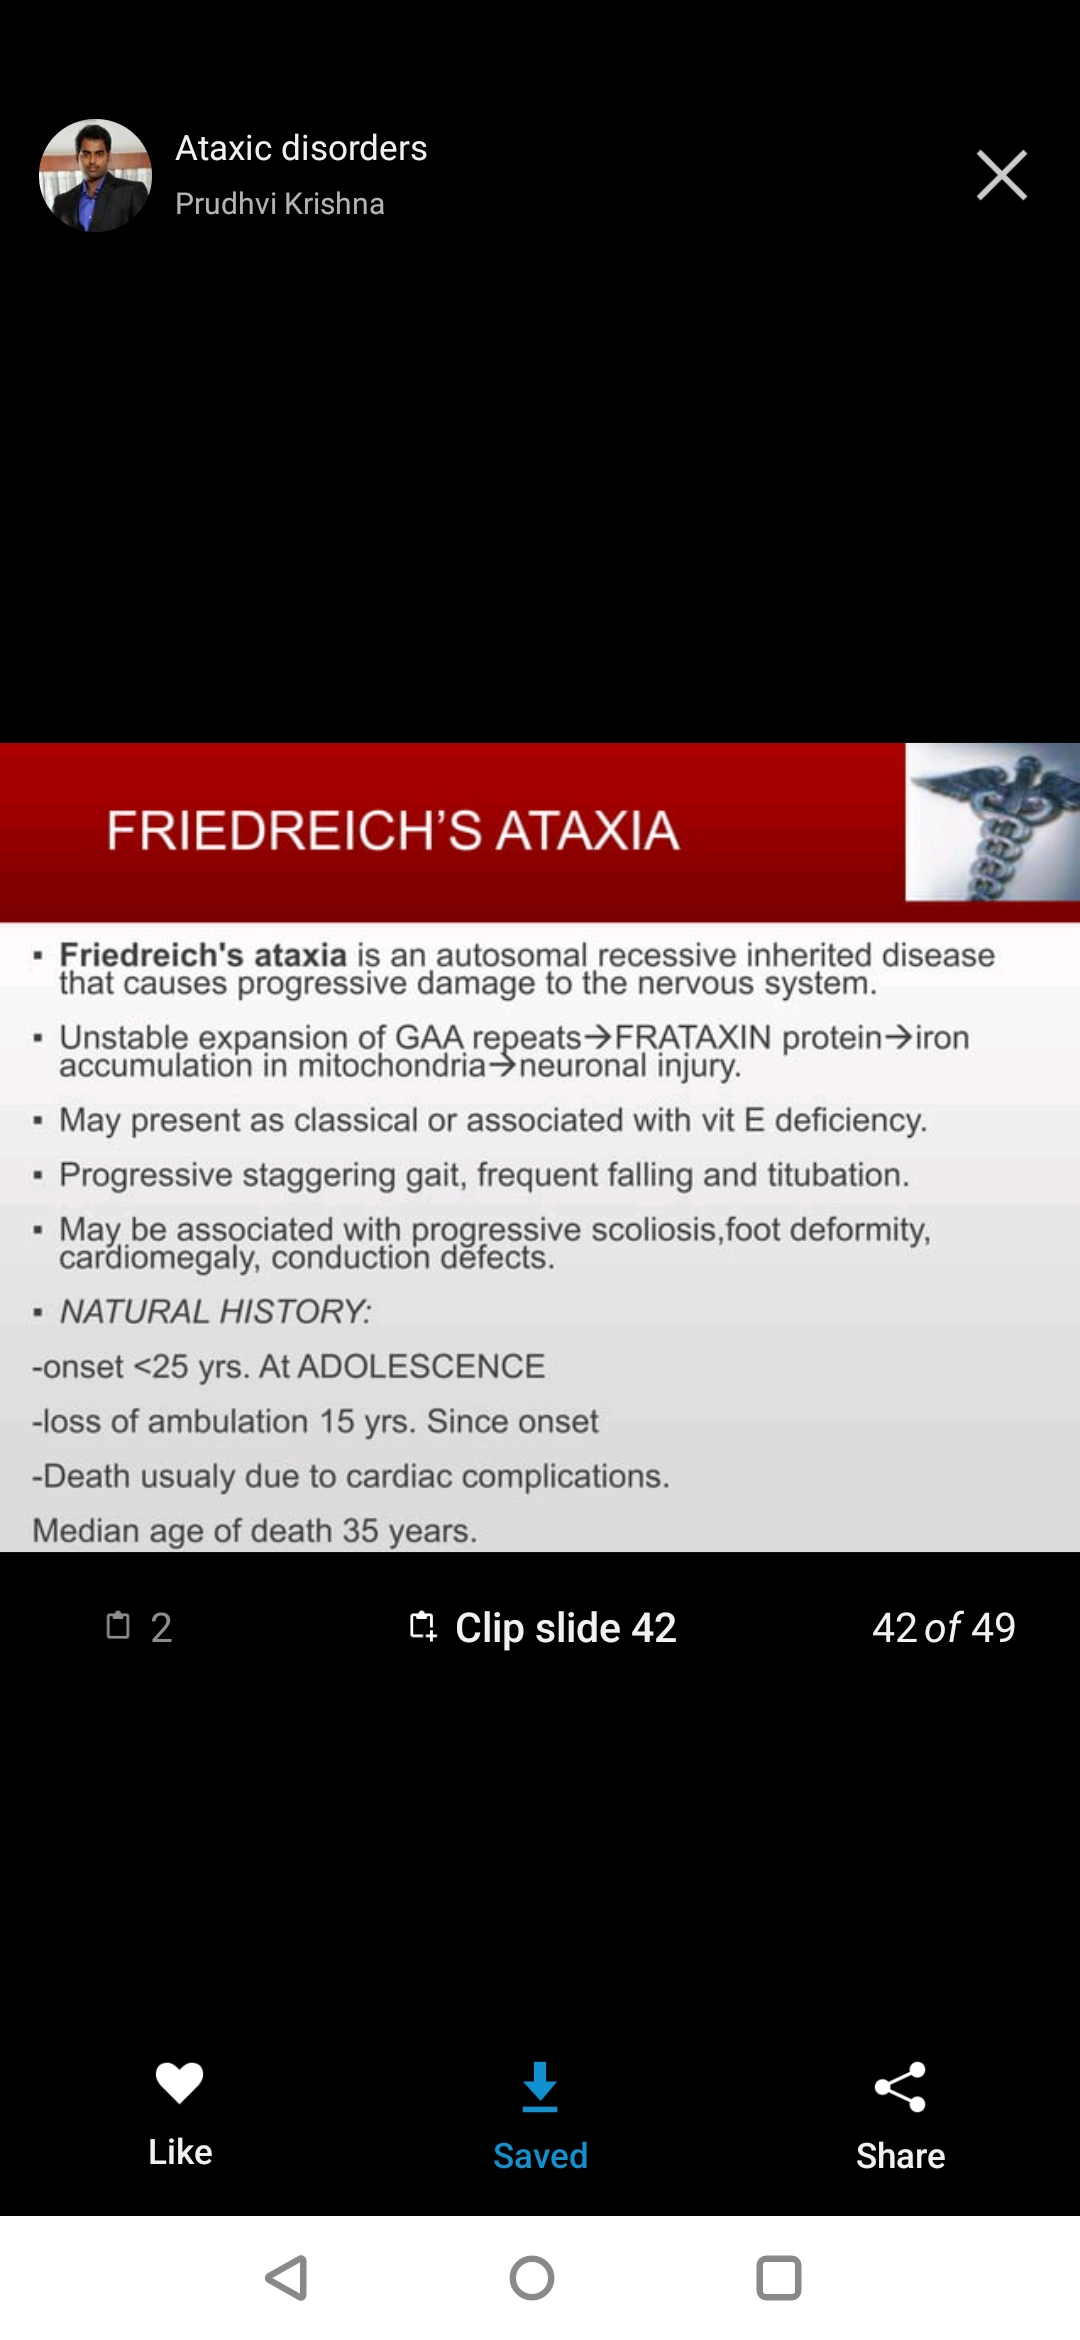 Ataxic disorders
Prudhvi Krishna
FRIEDREICH'S ATAXIA
▪ Friedreich's ataxia is an autosomal recessive inherited disease
that causes progressive damage to the nervous system.
▪ Unstable expansion of GAA repeats→FRATAXIN protein→iron
accumulation in mitochondria→neuronal injury.
▪ May present as classical or associated with vit E deficiency.
▪ Progressive staggering gait, frequent falling and titubation.
▪ May be associated with progressive scoliosis,foot deformity,
cardiomegaly, conduction defects.
▪ NATURAL HISTORY:
-onset <25 yrs. At ADOLESCENCE
-loss of ambulation 15 yrs. Since onset
-Death usualy due to cardiac complications.
Median age of death 35 years.
2 Clip slide 42 42 of 49
Like Saved Share